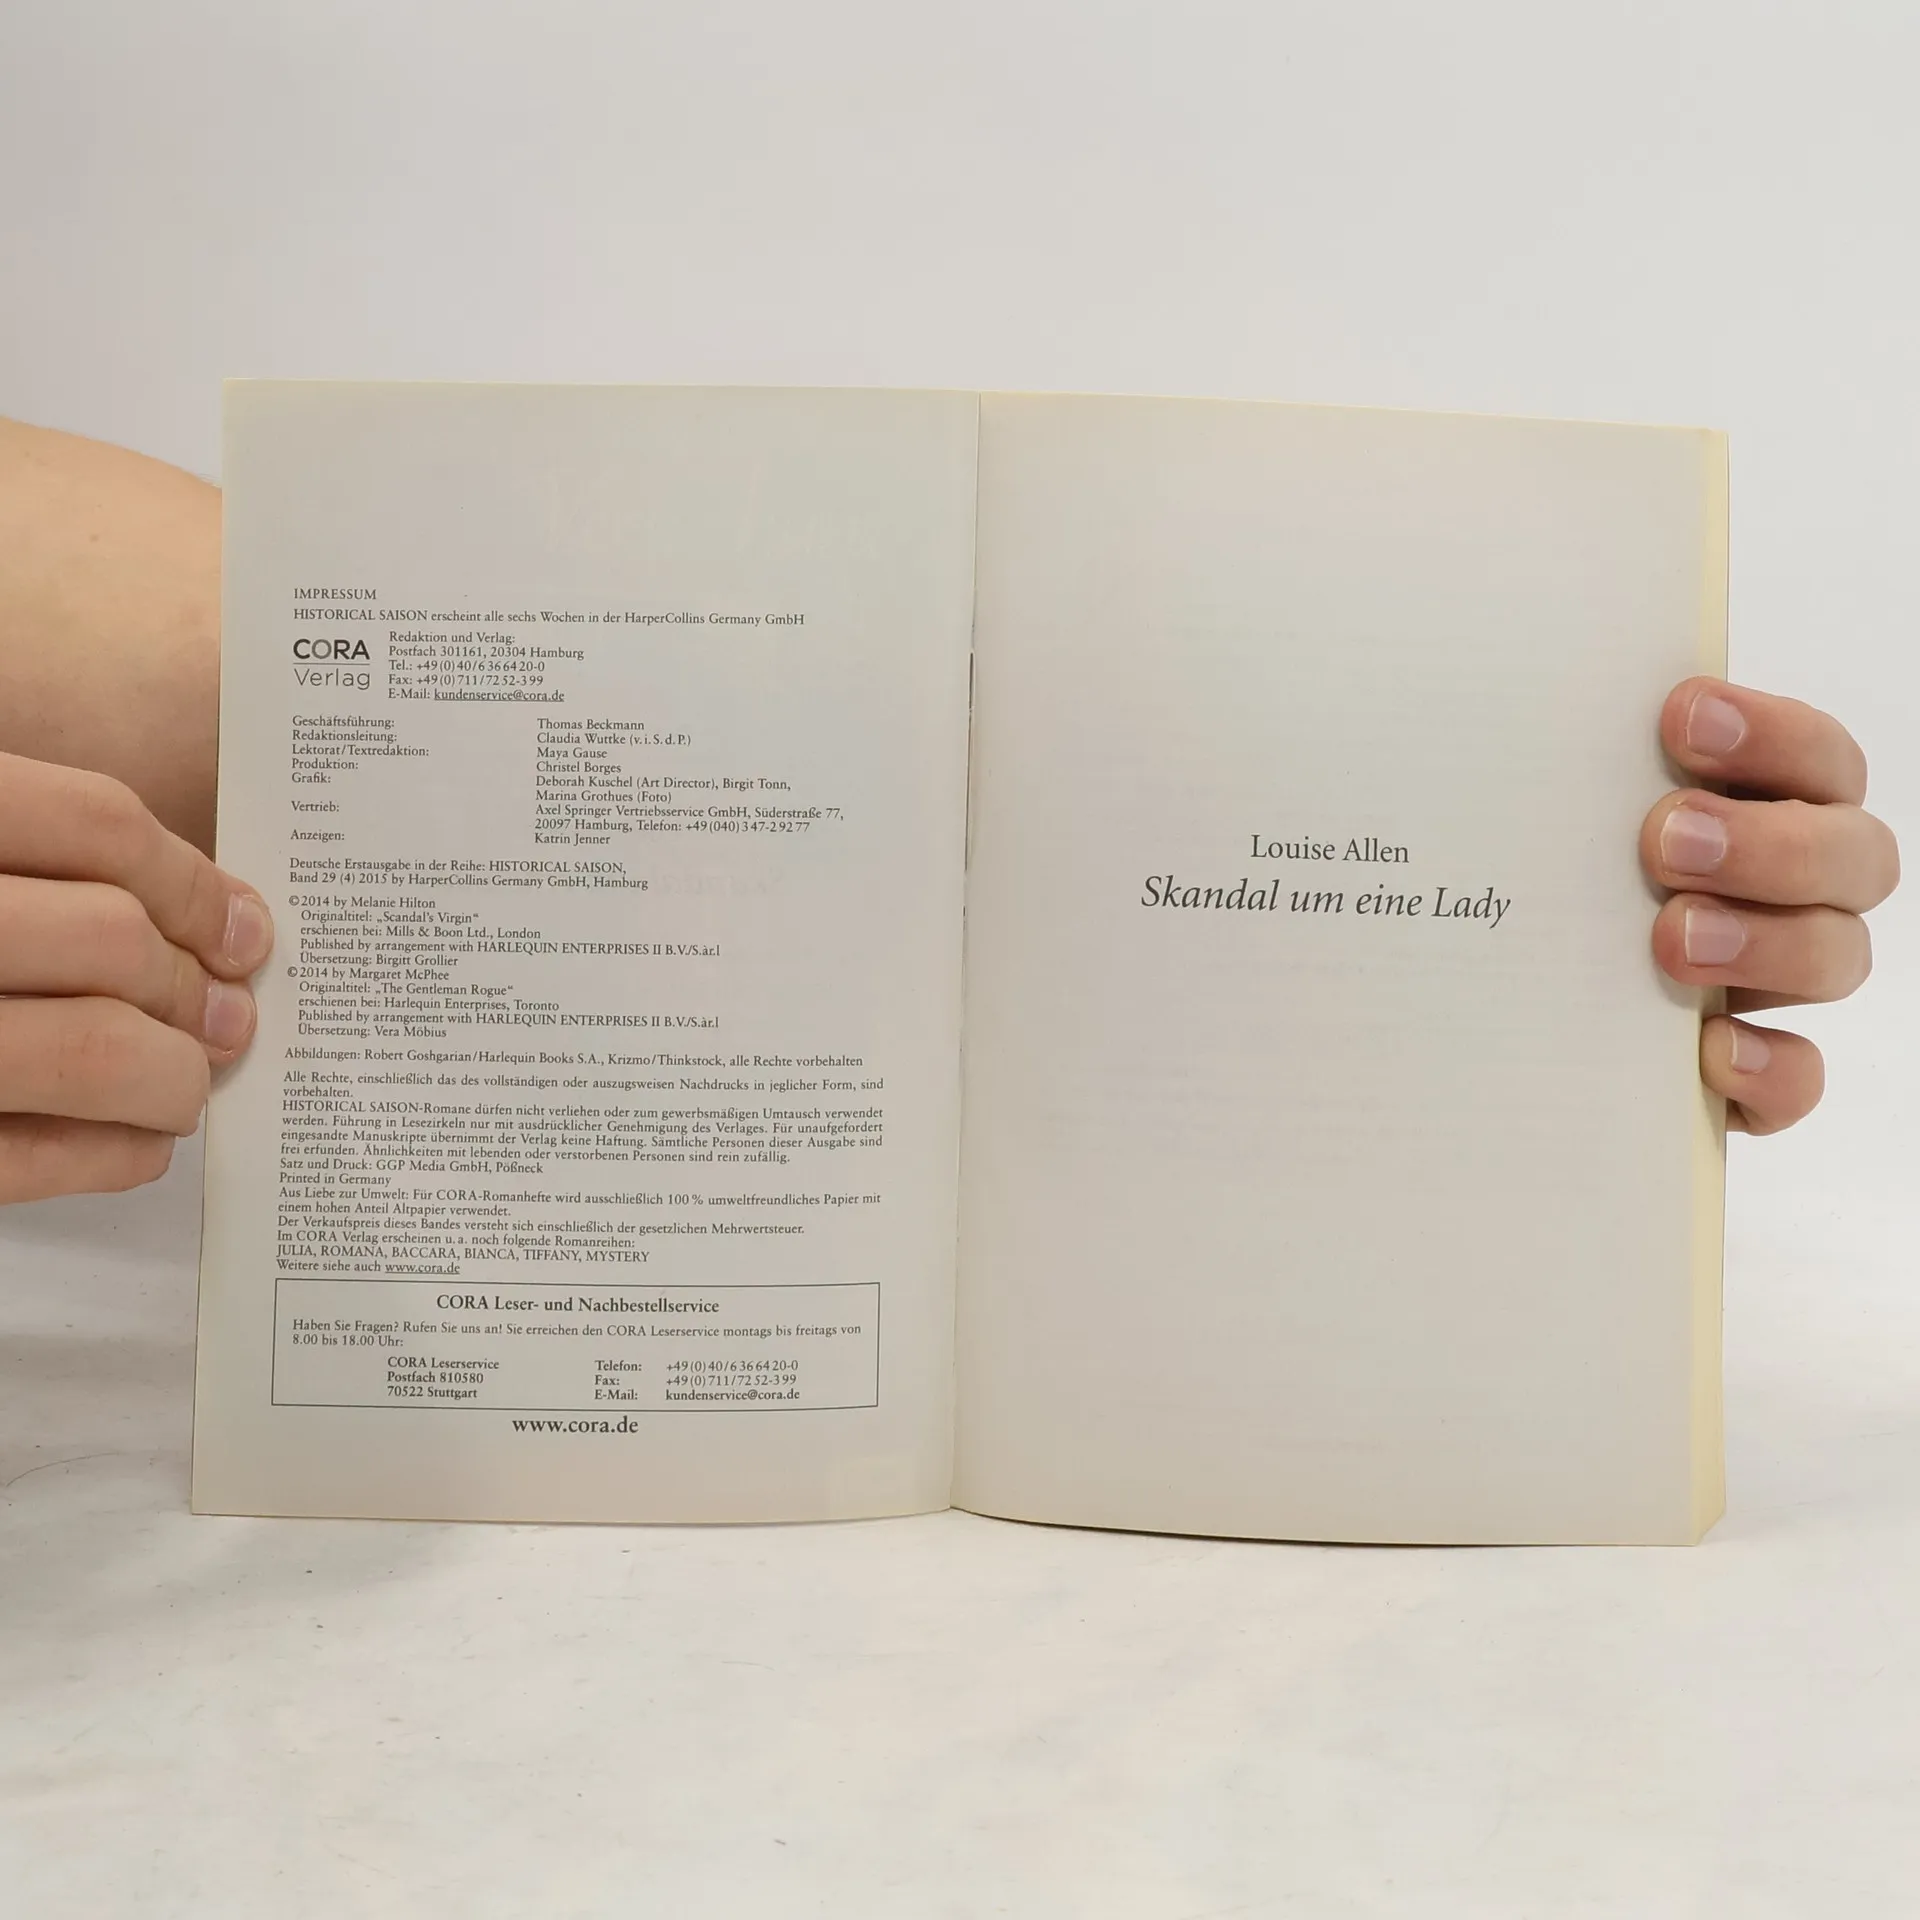 IMPRESSUM
HISTORICAL SAISON erscheint alle sechs Wochen in der HarperCollins Germany GmbH
CORA
Verlag
Redaktion und Verlag:
Postfach 301161, 20304 Hamburg
Tel.: +49(0)40/6366420-0
Fax: +49(0)711/7252-399
E-Mail: kundenservice@cora.de
Geschäftsführung: Thomas Beckmann
Redaktionsleitung: Claudia Wuttke (v. i. S. d. P.)
Lektorat/Textredaktion: Maya Gause
Produktion: Christel Borges
Grafik: Deborah Kuschel (Art Director), Birgit Tonn,
Marina Grothues (Foto)
Vertrieb: Axel Springer Vertriebsservice GmbH, Süderstraße 77,
20097 Hamburg, Telefon: +49(040)347-29277
Anzeigen: Katrin Jenner
Deutsche Erstausgabe in der Reihe: HISTORICAL SAISON,
Band 29 (4) 2015 by HarperCollins Germany GmbH, Hamburg
©2014 by Melanie Hilton
Originaltitel: „Scandal's Virgin“
erschienen bei: Mills & Boon Ltd., London
Published by arrangement with HARLEQUIN ENTERPRISES II B.V./S.àr.l
Übersetzung: Birgitt Grollier
©2014 by Margaret McPhee
Originaltitel: „The Gentleman Rogue“
erschienen bei: Harlequin Enterprises, Toronto
Published by arrangement with HARLEQUIN ENTERPRISES II B.V./S.àr.l
Übersetzung: Vera Möbius
Abbildungen: Robert Goshgarian/Harlequin Books S.A., Krizmo/Thinkstock, alle Rechte vorbehalten
Alle Rechte, einschließlich das des vollständigen oder auszugsweisen Nachdrucks in jeglicher Form, sind
vorbehalten.
HISTORICAL SAISON-Romane dürfen nicht verliehen oder zum gewerbsmäßigen Umtausch verwendet
werden. Führung in Lesezirkeln nur mit ausdrücklicher Genehmigung des Verlages. Für unaufgefordert
eingesandte Manuskripte übernimmt der Verlag keine Haftung. Sämtliche Personen dieser Ausgabe sind
frei erfunden. Ähnlichkeiten mit lebenden oder verstorbenen Personen sind rein zufällig.
Satz und Druck: GGP Media GmbH, Pößneck
Printed in Germany
Aus Liebe zur Umwelt: Für CORA-Romanhefte wird ausschließlich 100 % umweltfreundliches Papier mit
einem hohen Anteil Altpapier verwendet.
Der Verkaufspreis dieses Bandes versteht sich einschließlich der gesetzlichen Mehrwertsteuer.
Im CORA Verlag erscheinen u. a. noch folgende Romanreihen:
JULIA, ROMANA, BACCARA, BIANCA, TIFFANY, MYSTERY
Weitere siehe auch www.cora.de
CORA Leser- und Nachbestellservice
Haben Sie Fragen? Rufen Sie uns an! Sie erreichen den CORA Leserservice montags bis freitags von
8.00 bis 18.00 Uhr:
CORA Leserservice
Postfach 810580
70522 Stuttgart
Telefon: +49(0)40/6366420-0
Fax: +49(0)711/7252-399
E-Mail: kundenservice@cora.de
www.cora.de
Louise Allen
Skandal um eine Lady